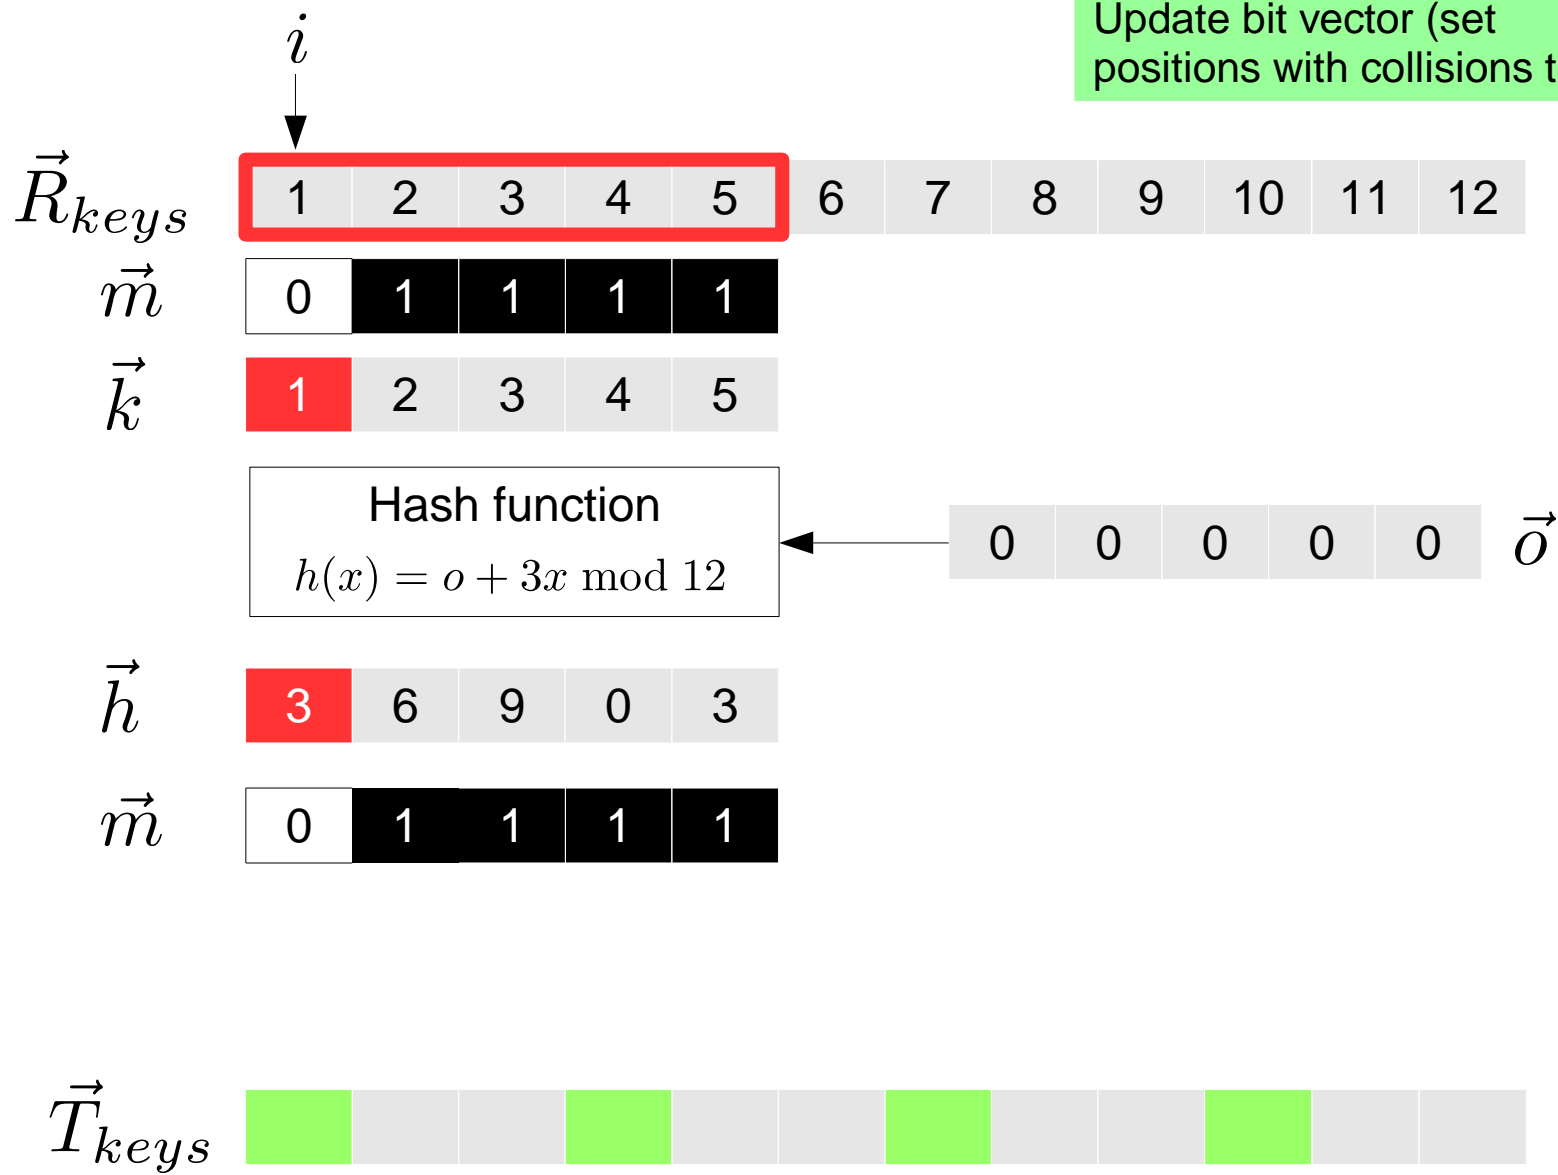 Update bit vector (set
positions with collisions t
i
R⃗keys 1 2 3 4 5 6 7 8 9 10 11 12
m⃗ 0 1 1 1 1
k⃗ 1 2 3 4 5
Hash function
h(x) = o + 3x mod 12
0 0 0 0 0 o⃗
h⃗ 3 6 9 0 3
m⃗ 0 1 1 1 1
T⃗keys